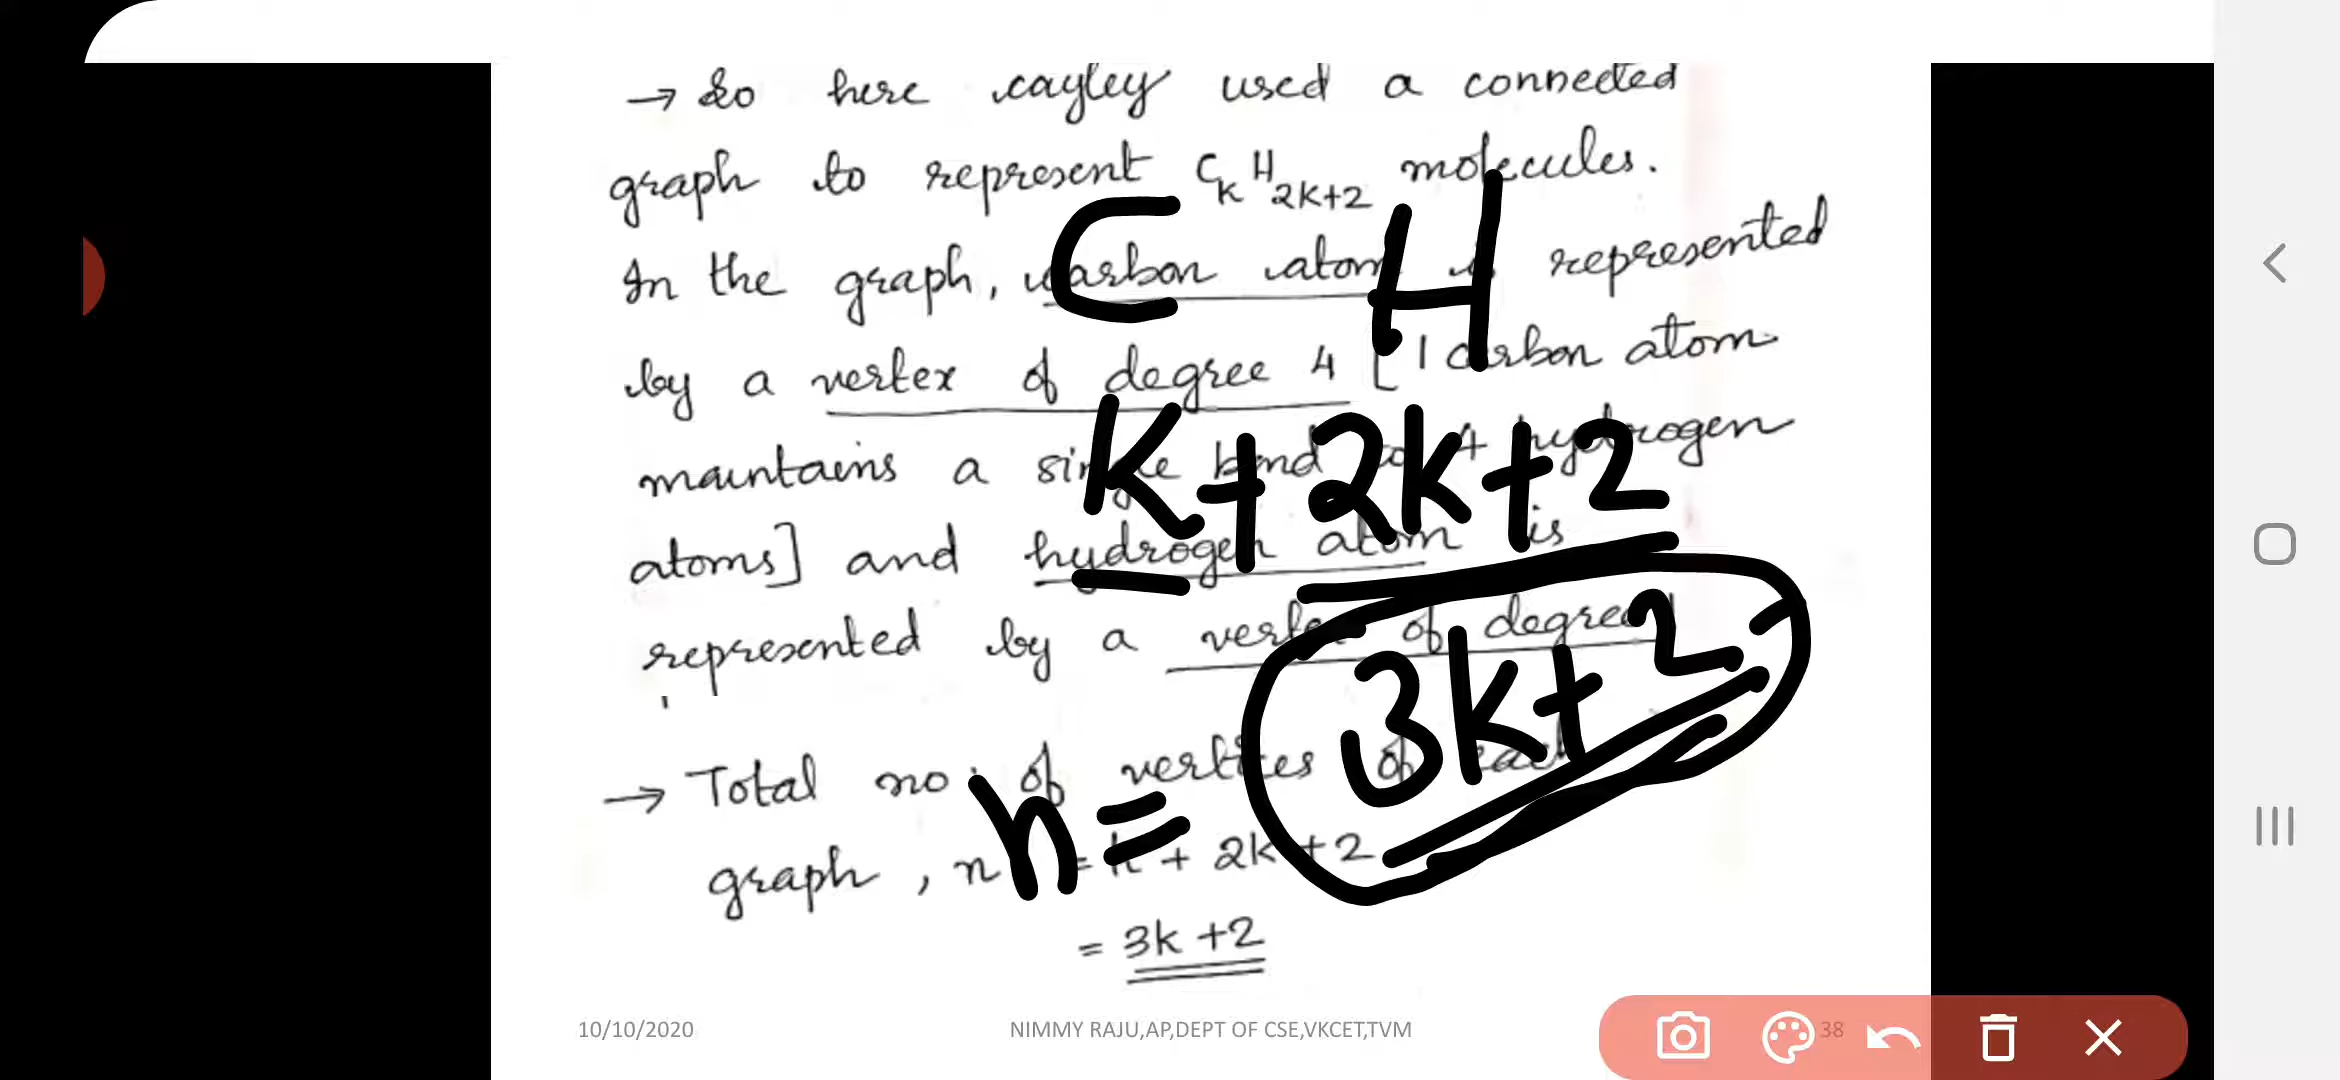 → So here cayley used a connected
graph to represent CkH2k+2 molecules.
In the graph, carbon atom is represented
by a vertex of degree 4 [1 carbon atom
maintains a single bond to 4 hydrogen
atoms] and hydrogen atom is
represented by a vertex of degree
1
→ Total no. of vertices of each
graph, n = k + 2k+2
= 3k +2
C H
K+2K+2
n = 3k+2
10/10/2020 NIMMY RAJU,AP,DEPT OF CSE,VKCET,TVM 38